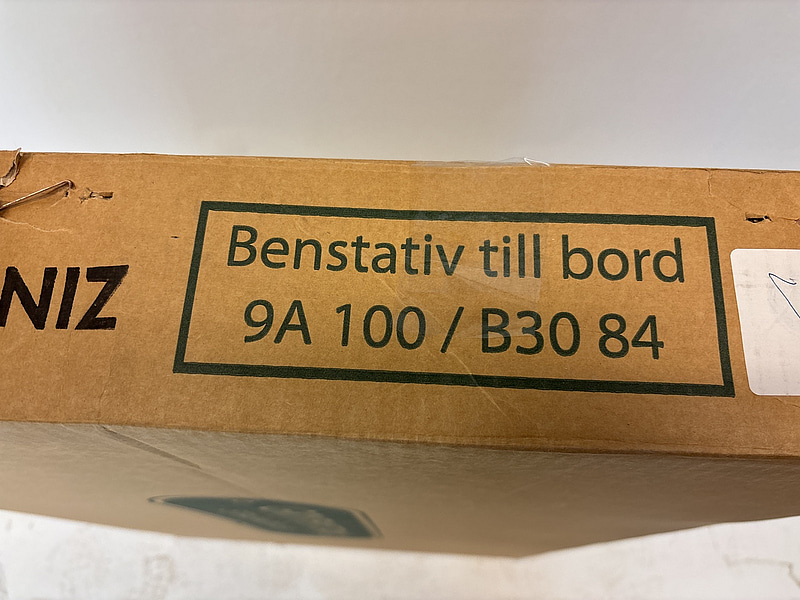 Benstativ till bord
9A 100 / B30 84
NIZ